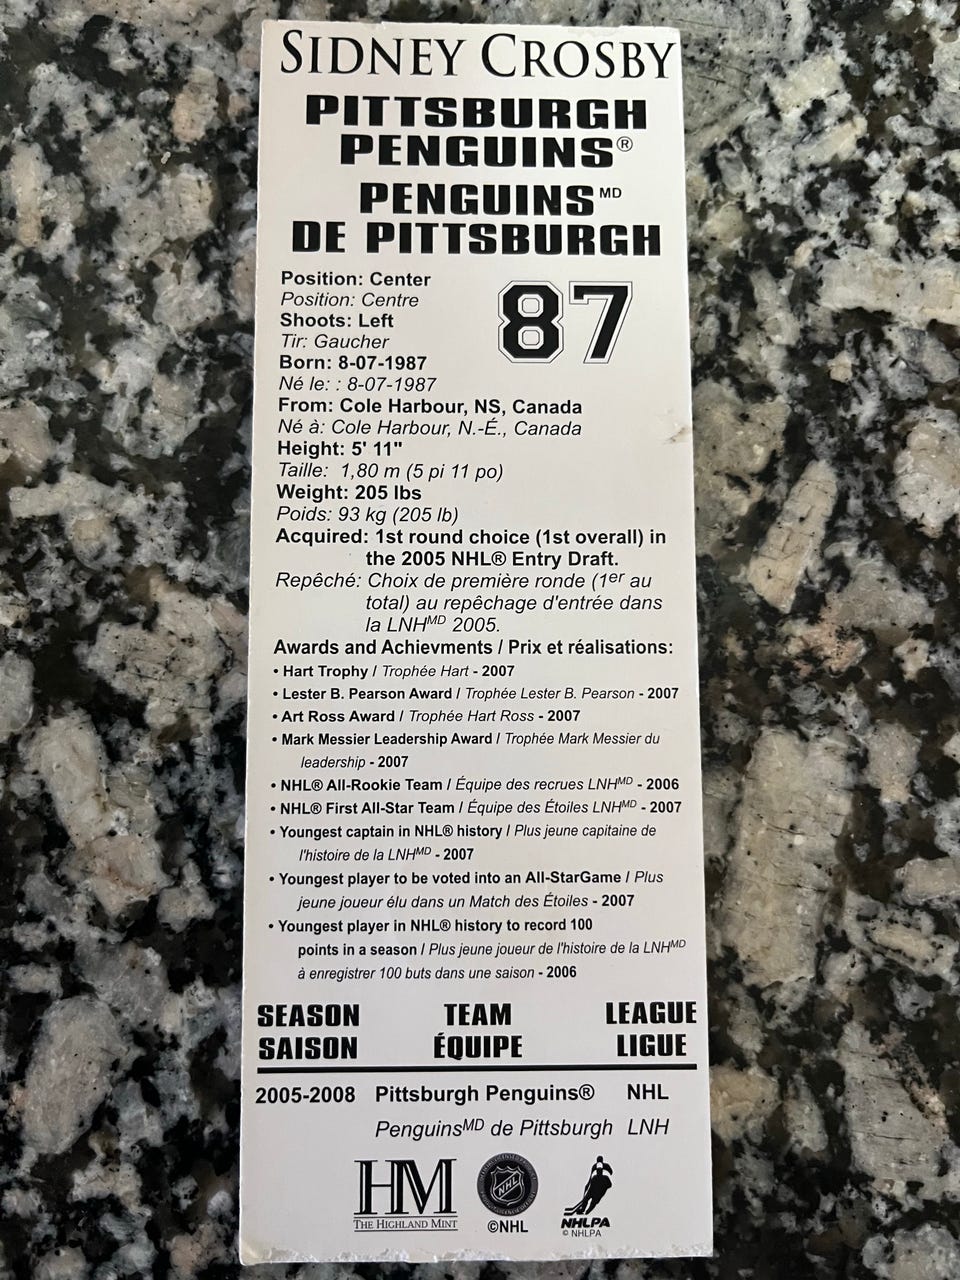 SIDNEY CROSBY
PITTSBURGH
PENGUINS®
PENGUINS MD
DE PITTSBURGH
87
Position: Center
Position: Centre
Shoots: Left
Tir: Gaucher
Born: 8-07-1987
Né le: : 8-07-1987
From: Cole Harbour, NS, Canada
Né à: Cole Harbour, N.-É., Canada
Height: 5' 11"
Taille: 1,80 m (5 pi 11 po)
Weight: 205 lbs
Poids: 93 kg (205 lb)
Acquired: 1st round choice (1st overall) in
the 2005 NHL® Entry Draft.
Repêché: Choix de première ronde (1er au
total) au repêchage d'entrée dans
la LNHMD 2005.
Awards and Achievments / Prix et réalisations:
• Hart Trophy / Trophée Hart - 2007
• Lester B. Pearson Award / Trophée Lester B. Pearson - 2007
• Art Ross Award / Trophée Hart Ross - 2007
• Mark Messier Leadership Award / Trophée Mark Messier du
leadership - 2007
• NHL® All-Rookie Team / Équipe des recrues LNHMD - 2006
• NHL® First All-Star Team / Équipe des Étoiles LNHMD - 2007
• Youngest captain in NHL® history / Plus jeune capitaine de
l'histoire de la LNHMD - 2007
• Youngest player to be voted into an All-StarGame / Plus
jeune joueur élu dans un Match des Étoiles - 2007
• Youngest player in NHL® history to record 100
points in a season / Plus jeune joueur de l'histoire de la LNHMD
à enregistrer 100 buts dans une saison - 2006
SEASON TEAM LEAGUE
SAISON ÉQUIPE LIGUE
2005-2008 Pittsburgh Penguins® NHL
PenguinsMD de Pittsburgh LNH
HM
THE HIGHLAND MINT
NHL
©NHL
NHLPA
© NHLPA